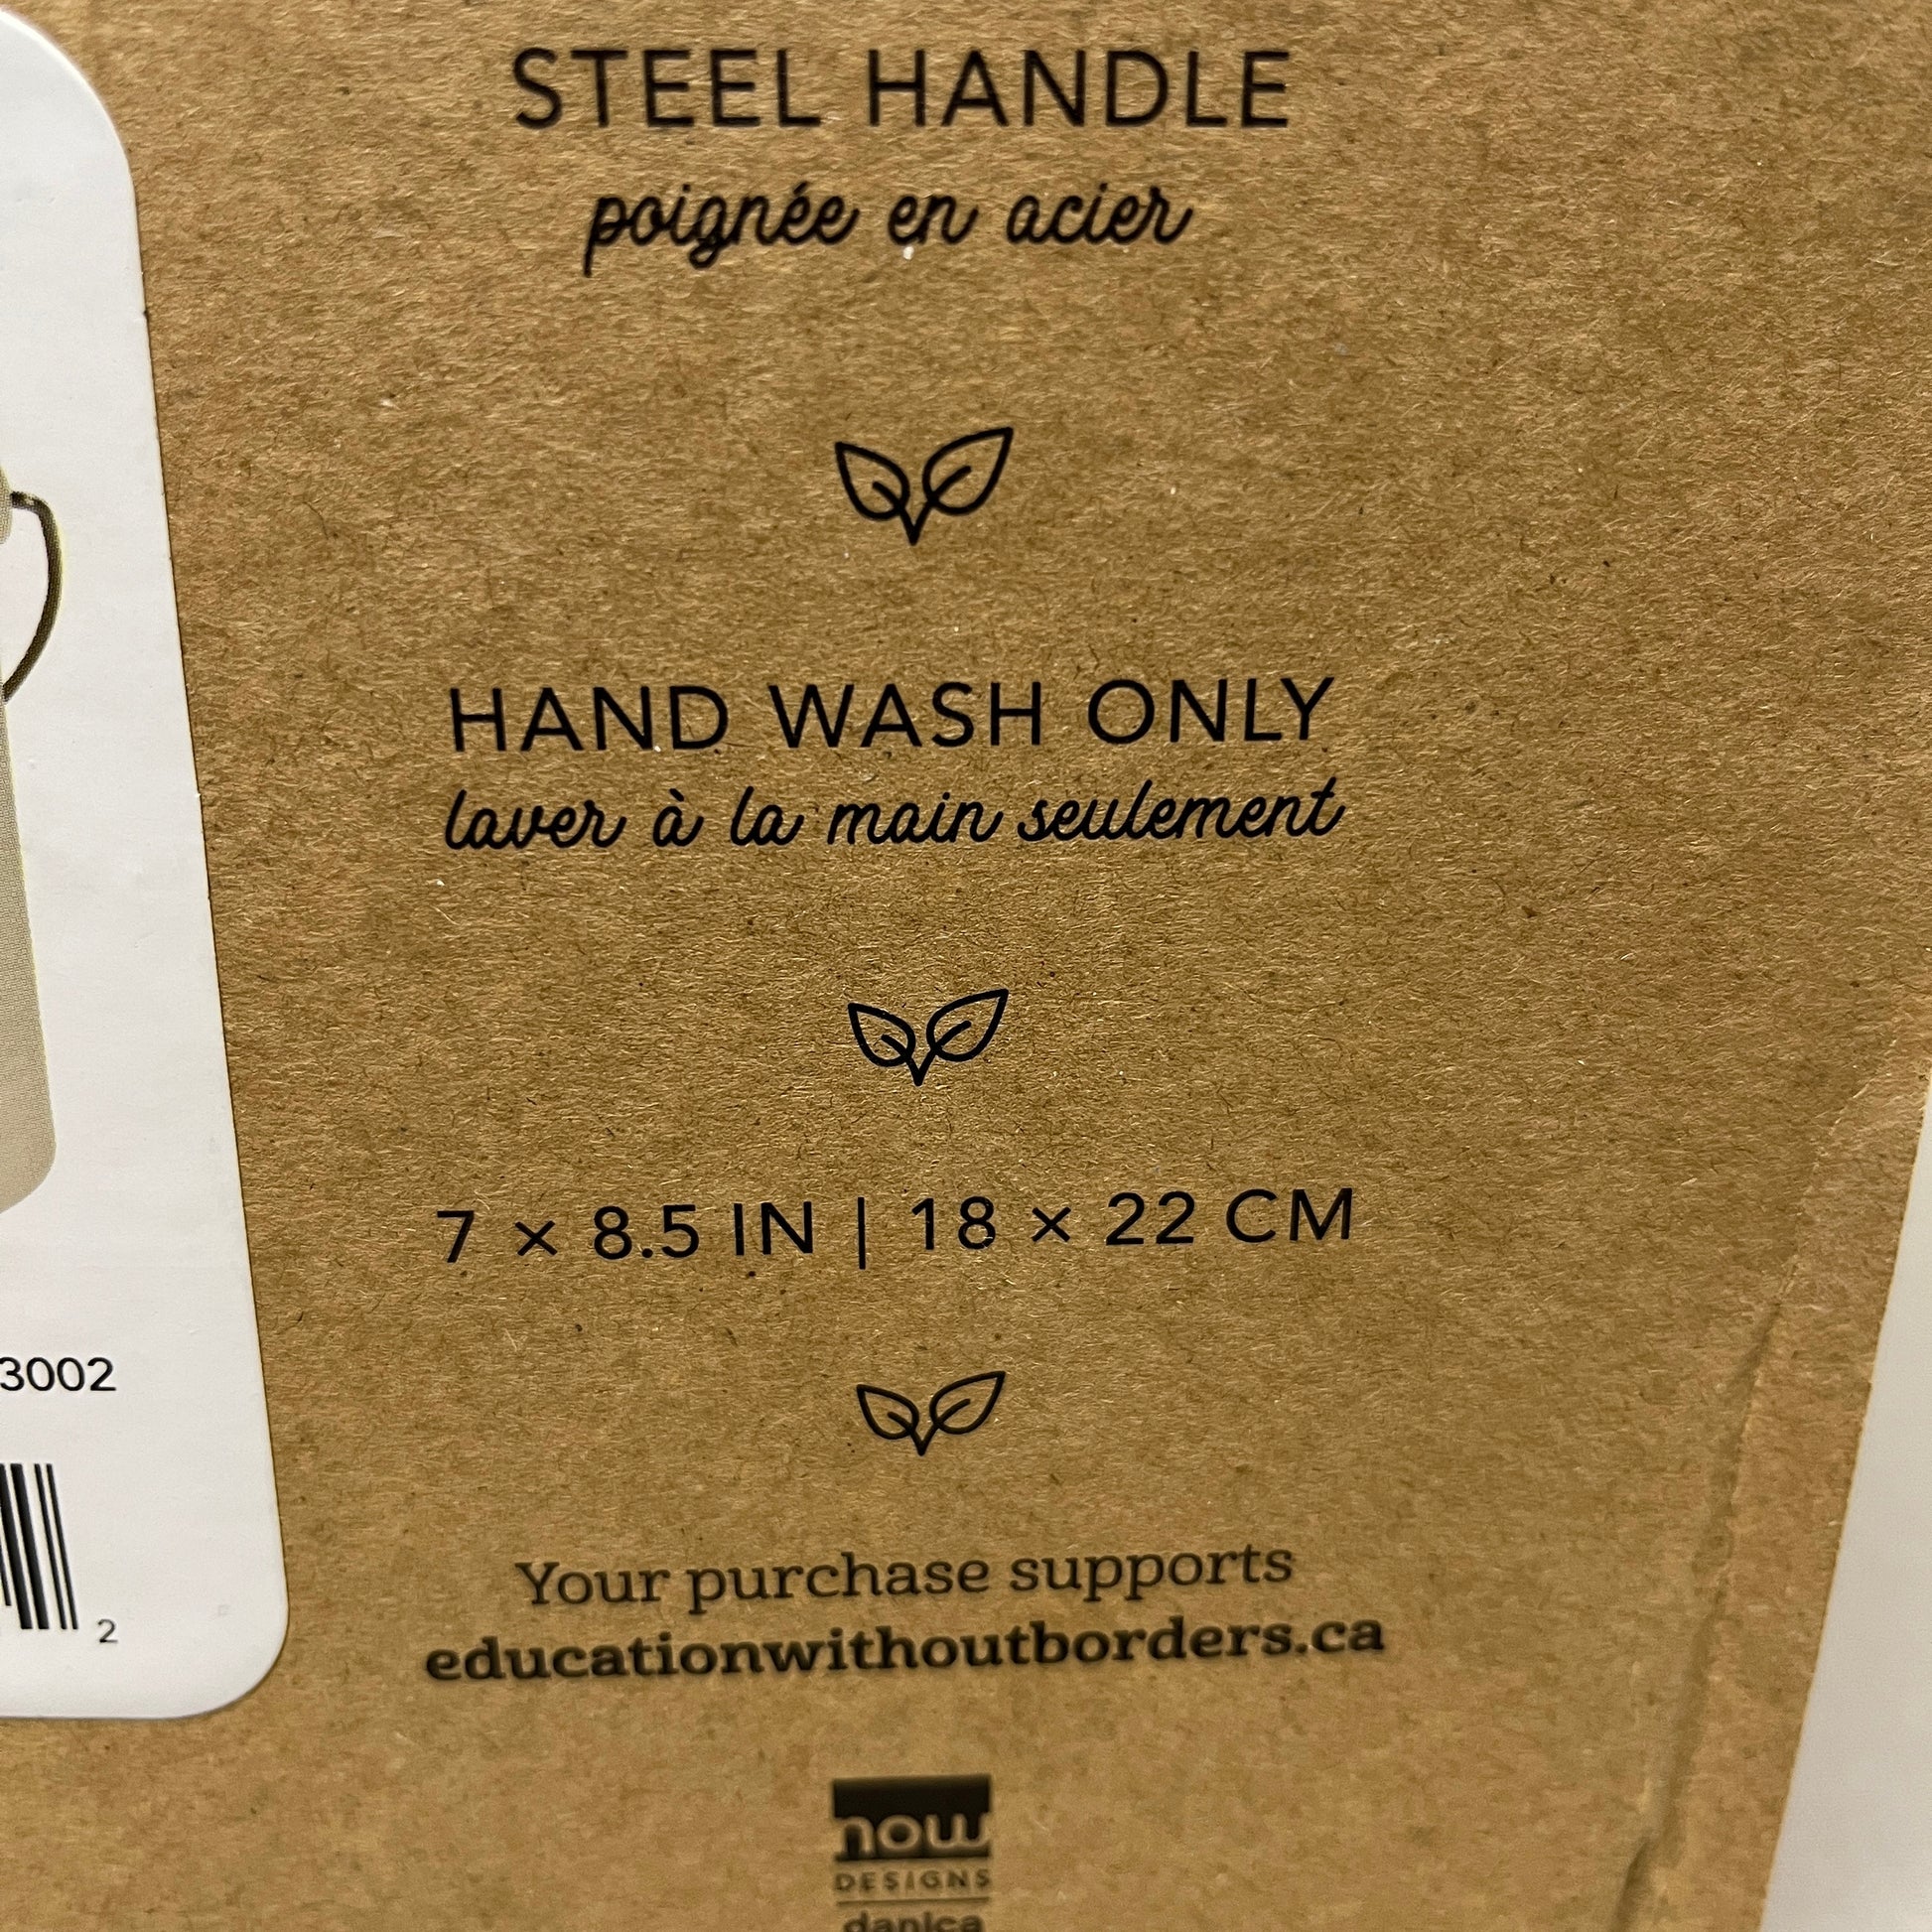 STEEL HANDLE
poignée en acier
HAND WASH ONLY
laver à la main seulement
7 × 8.5 IN | 18 × 22 CM
3002
2
Your purchase supports
educationwithoutborders.ca
now
DESIGNS
danica